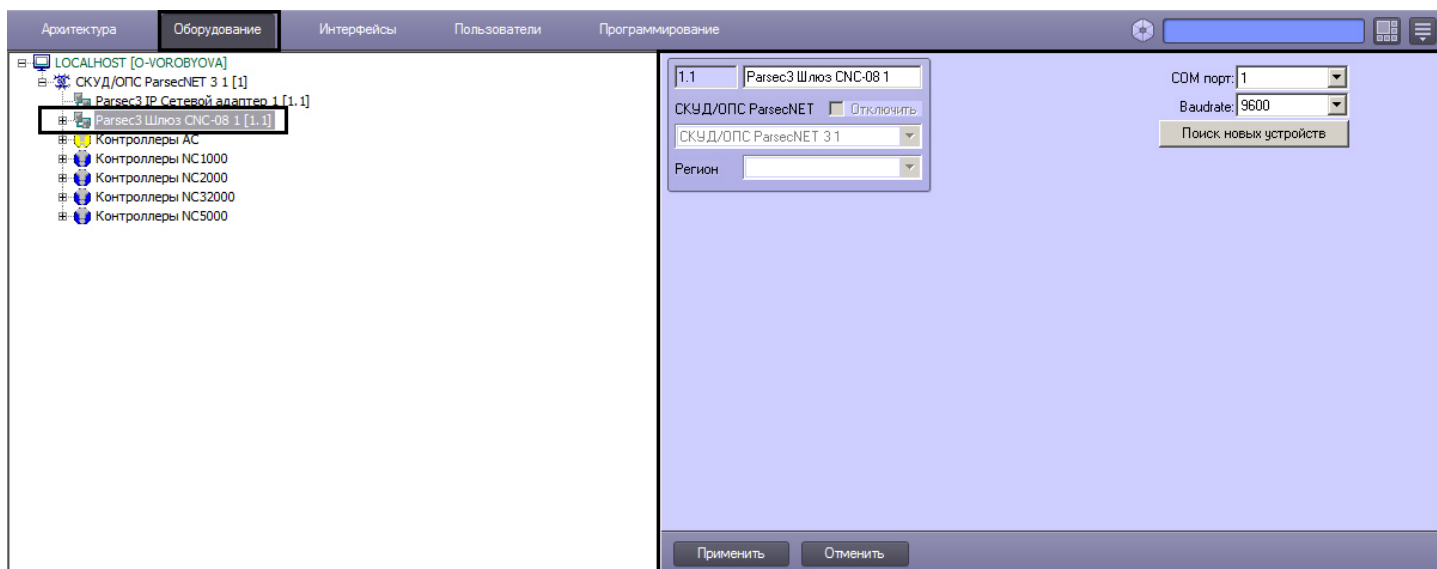 Архитектура Оборудование Интерфейсы Пользователи Программирование
LOCALHOST [O-VOROBYOVA]
СКУД/ОПС ParsecNET 3 1 [1]
Parsec3 IP Сетевой адаптер 1 [1.1]
Parsec3 Шлюз CNC-08 1 [1.1]
Контроллеры AC
Контроллеры NC1000
Контроллеры NC2000
Контроллеры NC32000
Контроллеры NC5000
1.1 Parsec3 Шлюз CNC-08 1
СКУД/ОПС ParsecNET Отключить
СКУД/ОПС ParsecNET 3 1
Регион
COM порт: 1
Baudrate: 9600
Поиск новых устройств
Применить Отменить